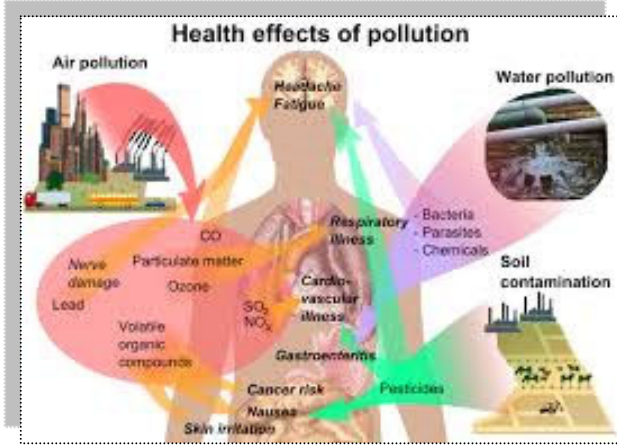 Health effects of pollution
Air pollution
Water pollution
Headache
Fatigue
- Bacteria
- Parasites
- Chemicals
CO
Respiratory
illness
Nerve
damage
Particulate matter
Ozone
Lead
SO₂
NOₓ
Cardio-
vascular
illness
Soil
contamination
Volatile
organic
compounds
Gastroenteritis
Cancer risk
Pesticides
Nausea
Skin irritation